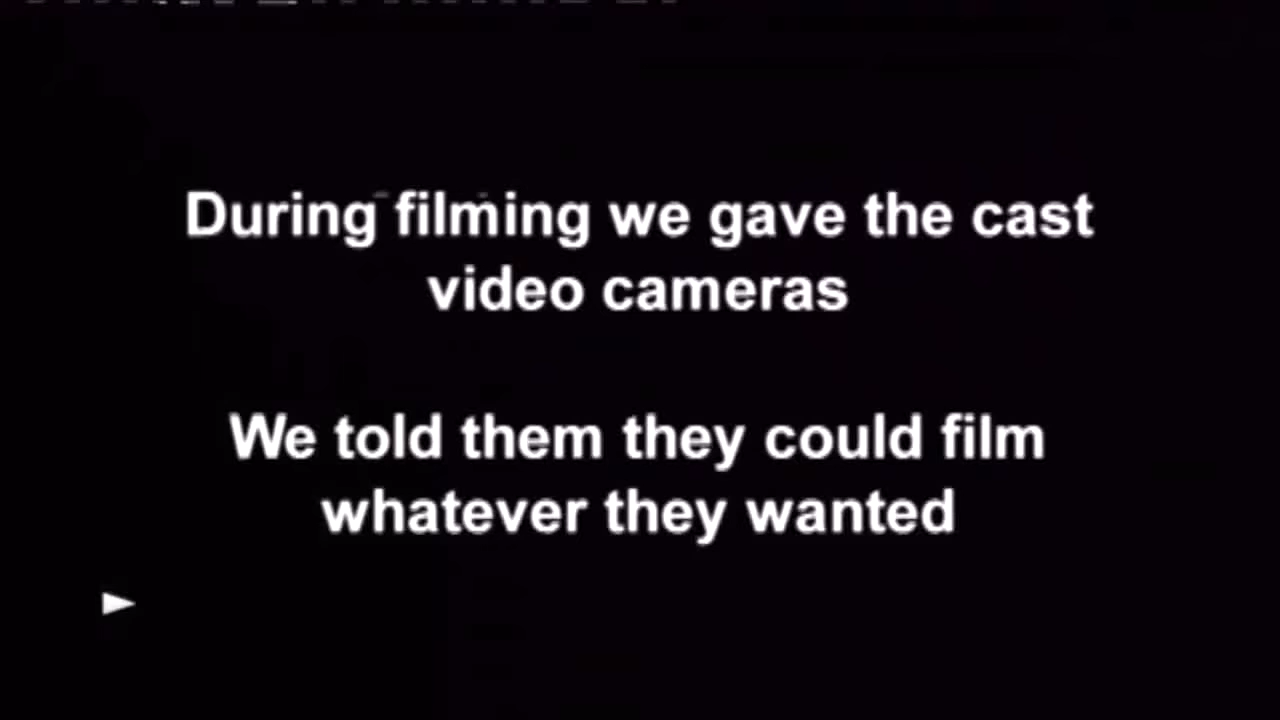 During filming we gave the cast
video cameras
We told them they could film
whatever they wanted